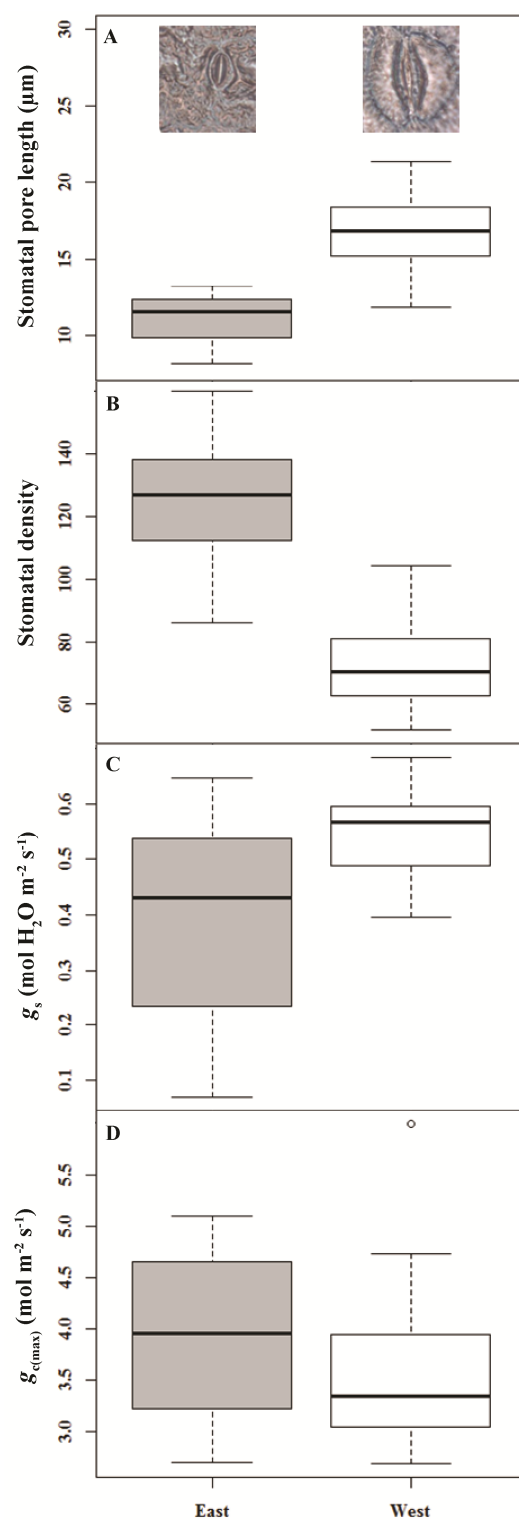 A
Stomatal pore length (μm)
30
25
20
15
10
B
Stomatal density
140
120
100
80
60
C
gs (mol H2O m-2 s-1)
0.6
0.5
0.4
0.3
0.2
0.1
D
gc(max) (mol m-2 s-1)
5.5
5.0
4.5
4.0
3.5
3.0
East West